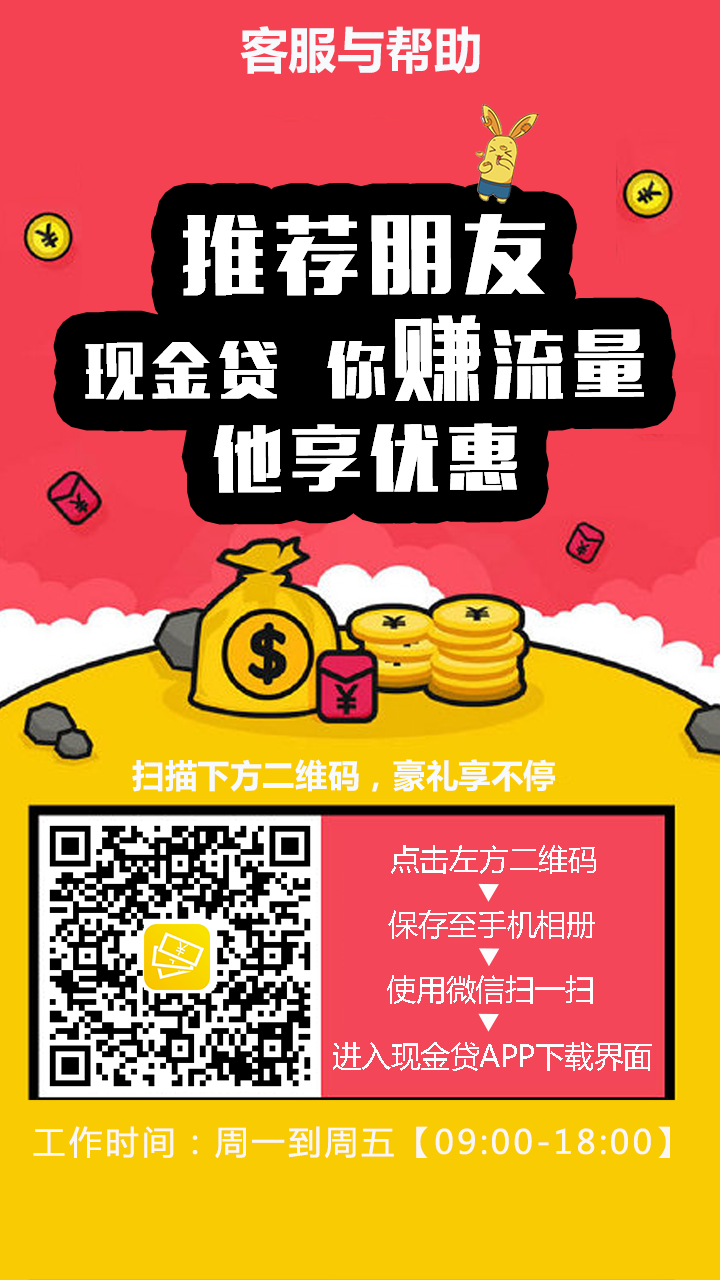 客服与帮助
推荐朋友
现金贷 你赚流量
他享优惠
$
¥
扫描下方二维码，豪礼享不停
点击左方二维码
▼
保存至手机相册
▼
使用微信扫一扫
▼
进入现金贷APP下载界面
工作时间：周一到周五【09:00-18:00】